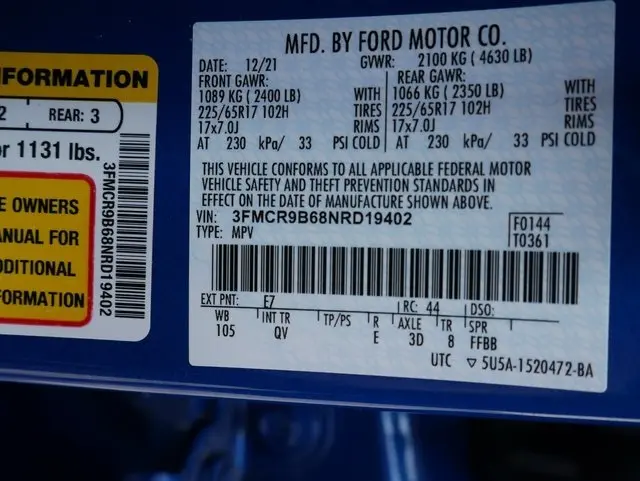 NFORMATION
2 REAR: 3
or 1131 lbs.
E OWNERS
ANUAL FOR
DDITIONAL
FORMATION
3FMCR9B68NRD19402
MFD. BY FORD MOTOR CO.
DATE: 12/21 GVWR: 2100 KG ( 4630 LB)
FRONT GAWR: REAR GAWR:
1089 KG ( 2400 LB) WITH 1066 KG ( 2350 LB) WITH
225/65R17 102H TIRES 225/65R17 102H TIRES
17x7.0J RIMS 17x7.0J RIMS
AT 230 kPa/ 33 PSI COLD AT 230 kPa/ 33 PSI COLD
THIS VEHICLE CONFORMS TO ALL APPLICABLE FEDERAL MOTOR
VEHICLE SAFETY AND THEFT PREVENTION STANDARDS IN
EFFECT ON THE DATE OF MANUFACTURE SHOWN ABOVE.
VIN: 3FMCR9B68NRD19402 F0144
TYPE: MPV T0361
EXT PNT: E7 RC: 44 DSO:
WB INT TR TP/PS R AXLE TR SPR
105 QV E 3D 8 FFBB
UTC ▽ 5U5A-1520472-BA